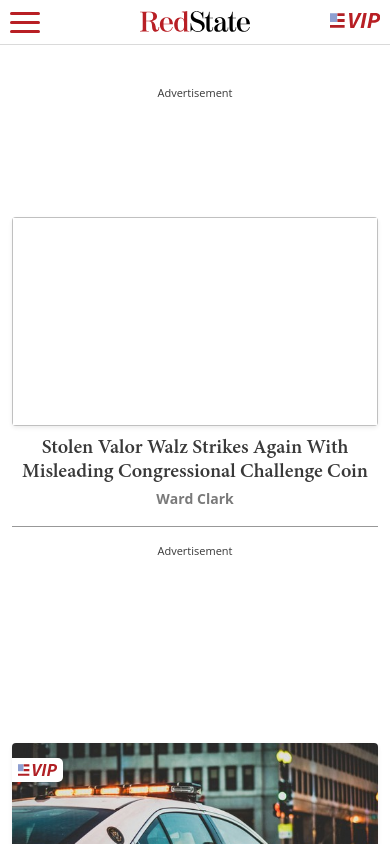 RedState
VIP
Advertisement
Stolen Valor Walz Strikes Again With
Misleading Congressional Challenge Coin
Ward Clark
Advertisement
VIP